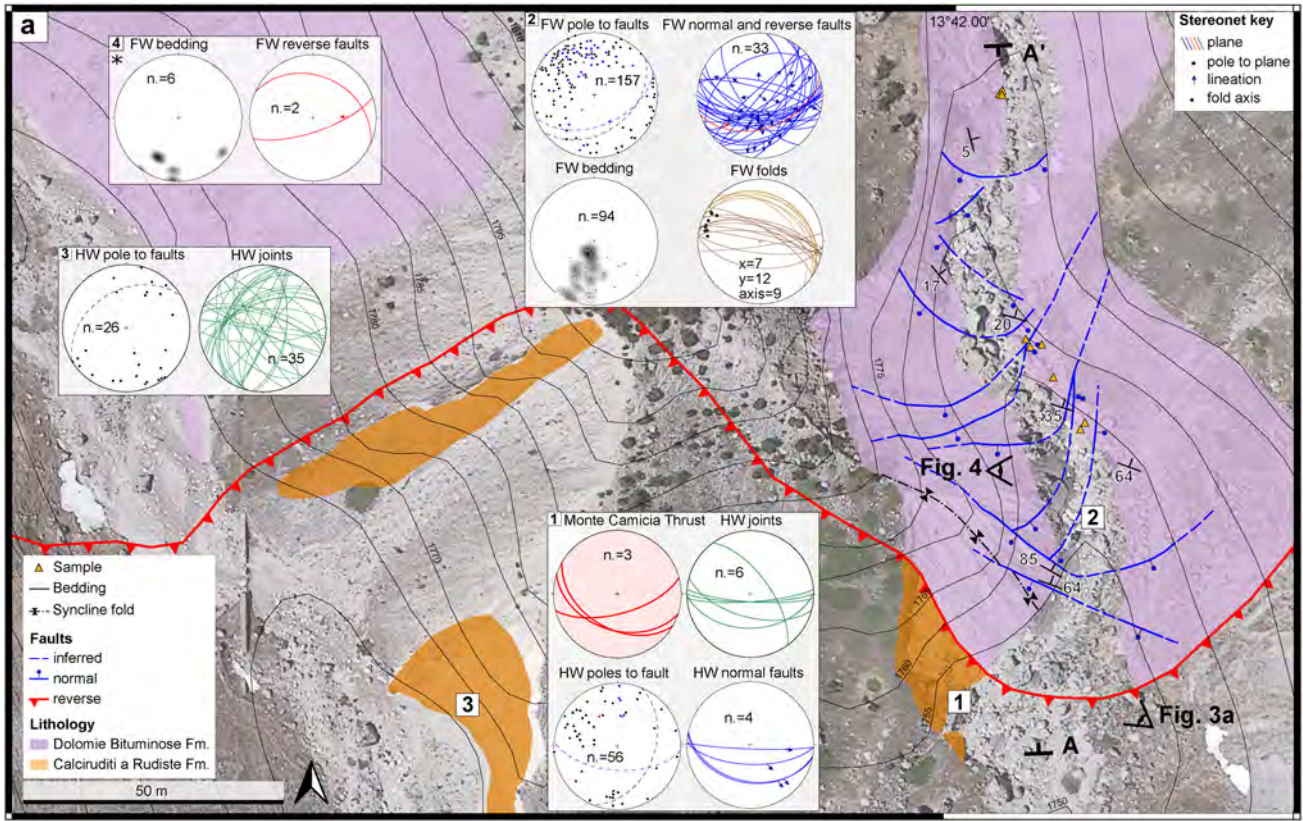 a
4
*
FW bedding
FW reverse faults
n.=6
n.=2
2
FW pole to faults
FW normal and reverse faults
n.=157
n.=33
FW bedding
FW folds
n.=94
x=7
y=12
axis=9
13°42.00'
A'
Stereonet key
plane
pole to plane
lineation
fold axis
3
HW pole to faults
HW joints
n.=26
n.=35
1795
1785
1780
1775
1770
5
17
20
35
64
Fig. 4
2
85
64
1
Monte Camicia Thrust
HW joints
n.=3
n.=6
HW poles to fault
HW normal faults
n.=56
n.=4
1760
1755
1750
3
1
A
Fig. 3a
Sample
Bedding
Syncline fold
Faults
inferred
normal
reverse
Lithology
Dolomie Bituminose Fm.
Calciruditi a Rudiste Fm.
50 m